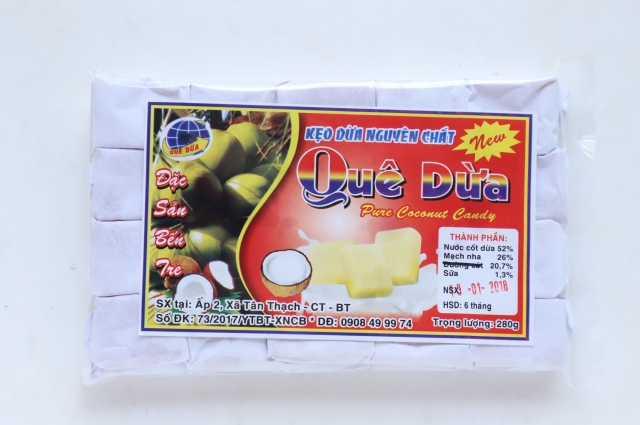 QUÊ DỪA
KẸO DỪA NGUYÊN CHẤT
New
Quê Dừa
Pure Coconut Candy
Đặc
Sản
Bến
Tre
THÀNH PHẦN:
Nước cốt dừa 52%
Mạch nha 26%
Đường cát 20,7%
Sữa 1,3%
NSX: -01-2018
HSD: 6 tháng
SX tại: Ấp 2, Xã Tân Thạch - CT - BT
Số ĐK: 73/2017/YTBT-XNCB * DĐ: 0908 49 99 74
Trọng lượng: 280g